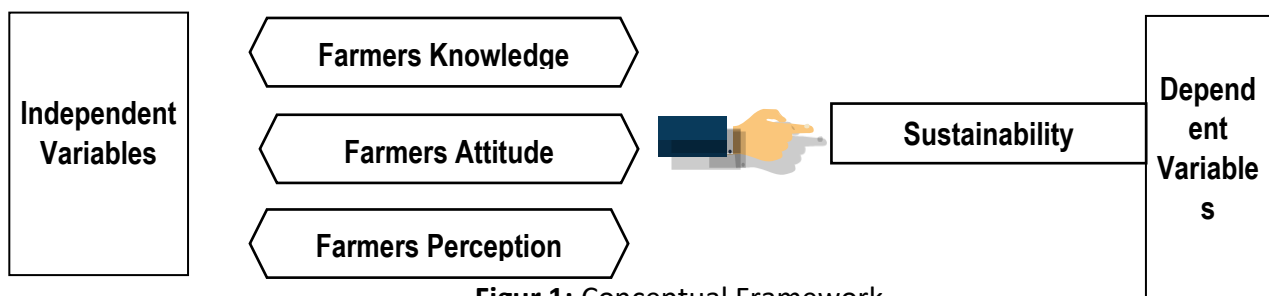 Independent
Variables
Farmers Knowledge
Farmers Attitude
Farmers Perception
Sustainability
Depend
ent
Variable
s
Figur 1: Conceptual Framework